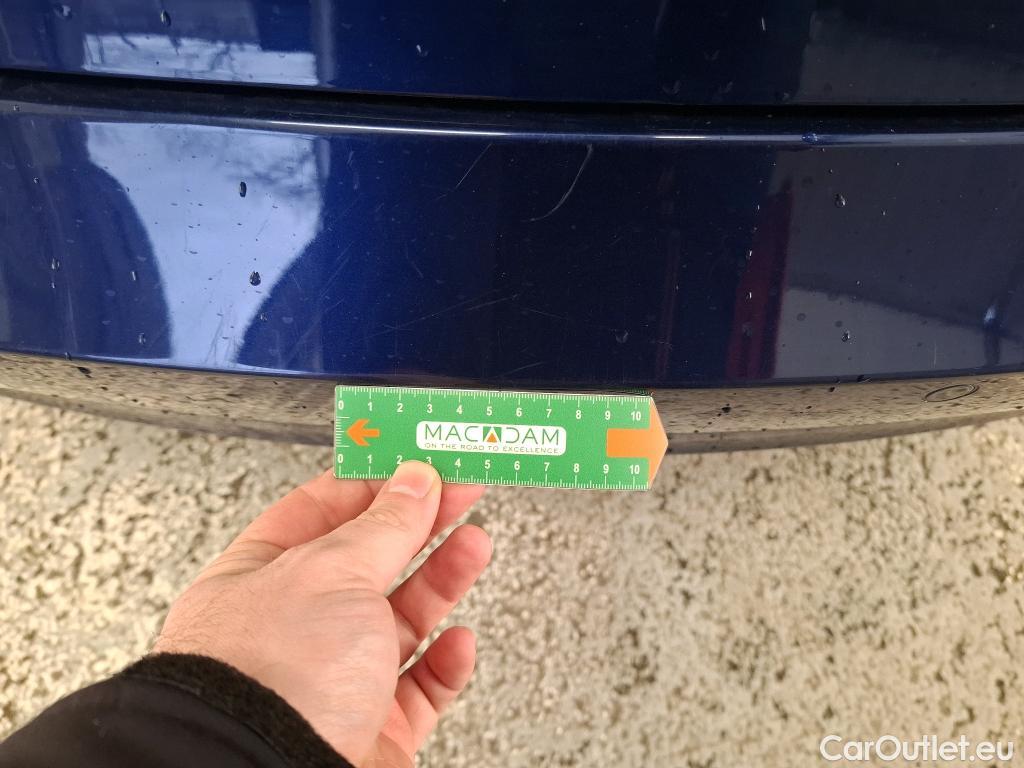 0 1 2 3 4 5 6 7 8 9 10
MACADAM
ON THE ROAD TO EXCELLENCE
0 1 2 3 4 5 6 7 8 9 10
CarOutlet.eu